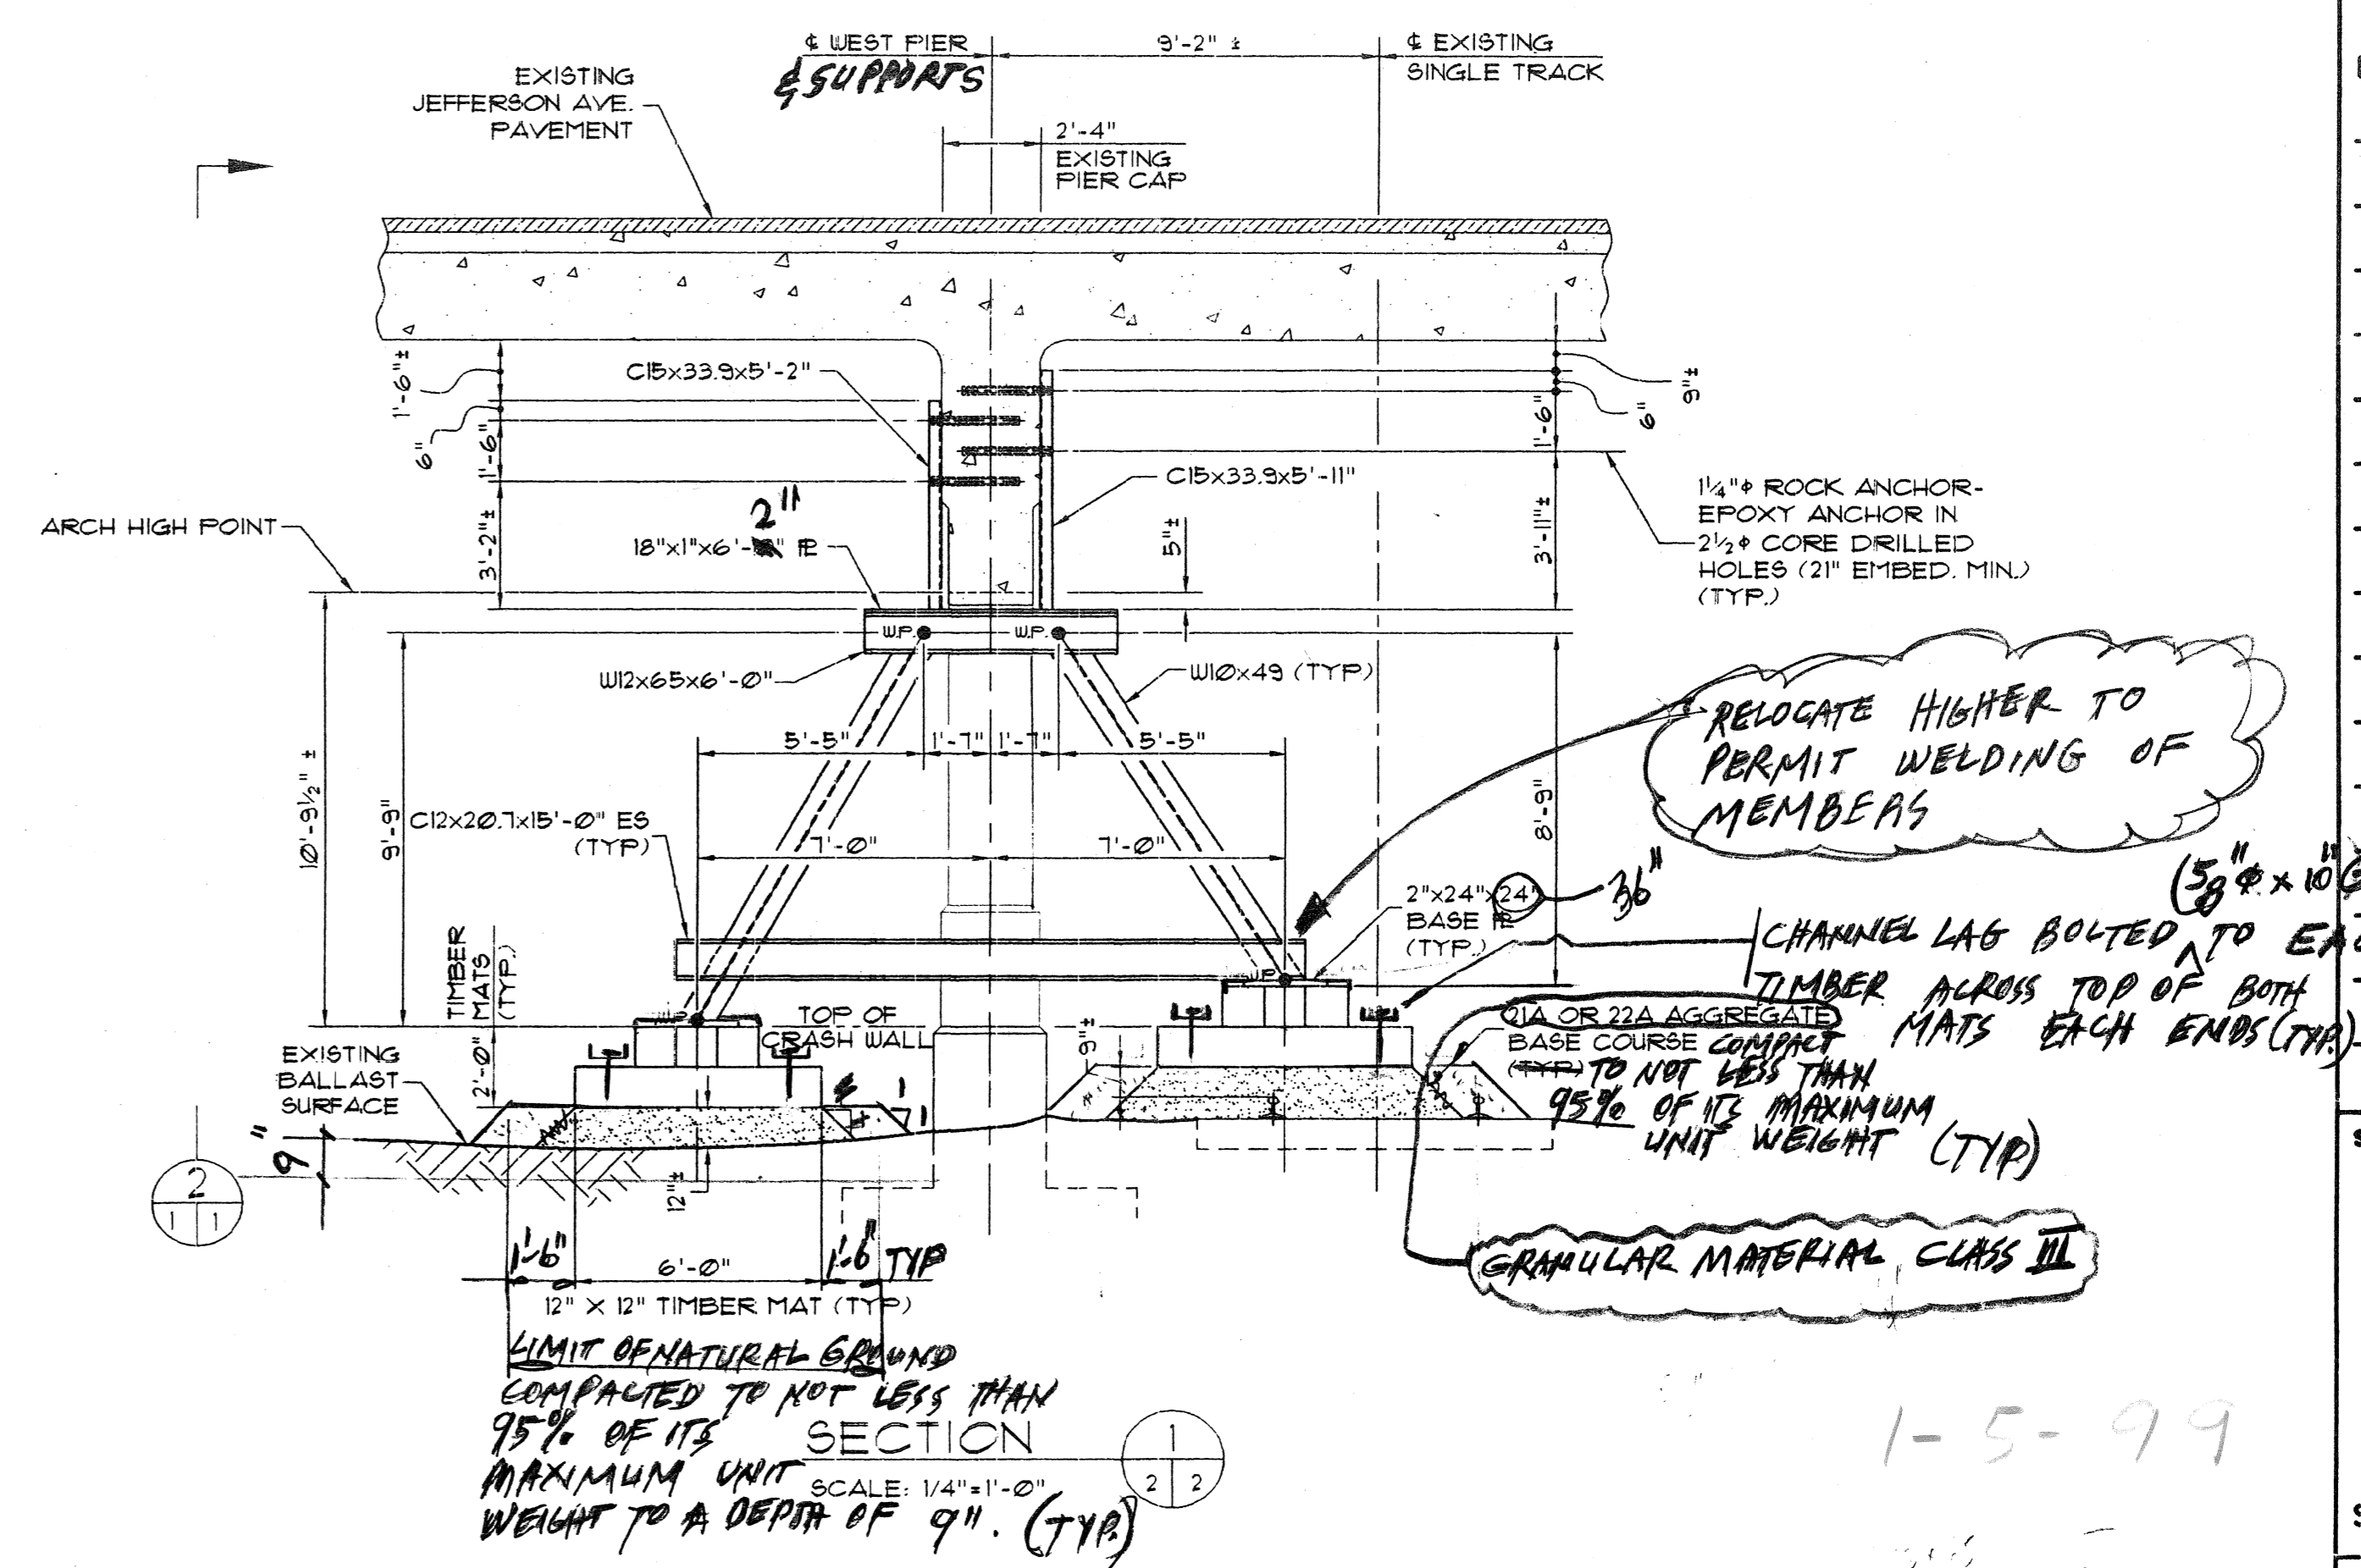 ℄ WEST PIER
& SUPPORTS
9'-2" ±
℄ EXISTING
SINGLE TRACK
EXISTING
JEFFERSON AVE.
PAVEMENT
2'-4"
EXISTING
PIER CAP
1'-6"±
6"
1'-6"
3'-2"±
C15x33.9x5'-2"
9"±
6"
1'-6"
3'-11"±
C15x33.9x5'-11"
1¼"ϕ ROCK ANCHOR-
EPOXY ANCHOR IN
2½ϕ CORE DRILLED
HOLES (21" EMBED. MIN.)
(TYP.)
ARCH HIGH POINT
2"
18"x1"x6'- " PL
5"±
W.P.
W.P.
W12x65x6'-0"
W10x49 (TYP.)
RELOCATE HIGHER TO
PERMIT WELDING OF
MEMBERS
5'-5"
1'-7"
1'-7"
5'-5"
10'-9½" ±
9'-9"
8'-9"
C12x20.7x15'-0" ES
(TYP)
7'-0"
7'-0"
2"x24"x24"
BASE PL
(TYP.)
36"
(5/8"ϕ x 10"
CHANNEL LAG BOLTED TO
TIMBER ACROSS TOP OF BOTH
MATS EACH ENDS (TYP.)
TIMBER
MATS
(TYP.)
2'-0"
W.P.
W.P.
TOP OF
CRASH WALL
9"±
21A OR 22A AGGREGATE
BASE COURSE COMPACT
(TYP.) TO NOT LESS THAN
95% OF ITS MAXIMUM
UNIT WEIGHT (TYP.)
EXISTING
BALLAST
SURFACE
1
1
9"
12"±
2
1 1
1'-6"
6'-0"
1'-6" TYP
12" X 12" TIMBER MAT (TYP)
GRANULAR MATERIAL CLASS III
LIMIT OF NATURAL GROUND
COMPACTED TO NOT LESS THAN
95% OF ITS
MAXIMUM UNIT
WEIGHT TO A DEPTH OF 9". (TYP.)
SECTION
SCALE: 1/4"=1'-0"
1
2 2
1-5-99